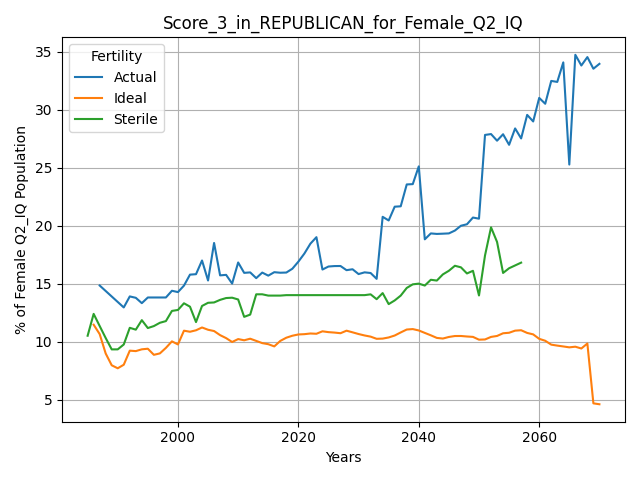 Score_3_in_REPUBLICAN_for_Female_Q2_IQ
% of Female Q2_IQ Population
35
30
25
20
15
10
5
Fertility
Actual
Ideal
Sterile
2000
2020
2040
2060
Years